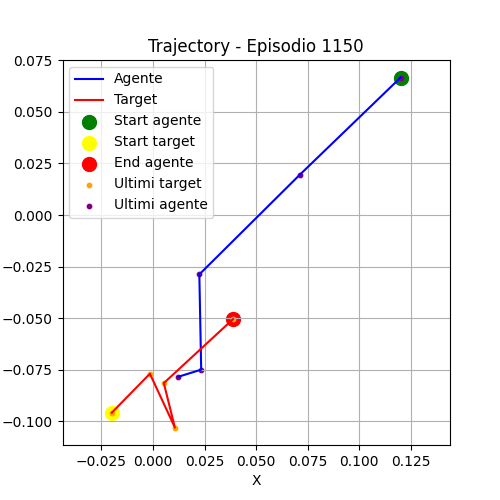 Trajectory - Episodio 1150
0.075
0.050
0.025
0.000
−0.025
−0.050
−0.075
−0.100
Agente
Target
Start agente
Start target
End agente
Ultimi target
Ultimi agente
−0.025 0.000 0.025 0.050 0.075 0.100 0.125
X